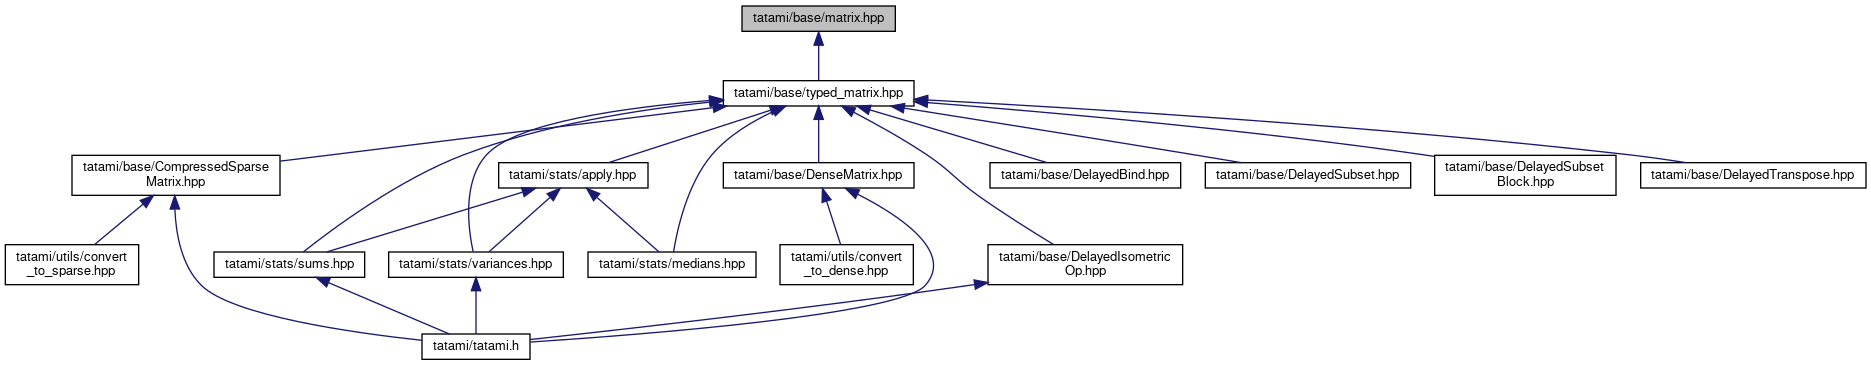 tatami/base/matrix.hpp
tatami/base/typed_matrix.hpp
tatami/base/CompressedSparse
Matrix.hpp
tatami/stats/apply.hpp
tatami/base/DenseMatrix.hpp
tatami/base/DelayedBind.hpp
tatami/base/DelayedSubset.hpp
tatami/base/DelayedSubset
Block.hpp
tatami/base/DelayedTranspose.hpp
tatami/utils/convert
_to_sparse.hpp
tatami/stats/sums.hpp
tatami/stats/variances.hpp
tatami/stats/medians.hpp
tatami/utils/convert
_to_dense.hpp
tatami/base/DelayedIsometric
Op.hpp
tatami/tatami.h